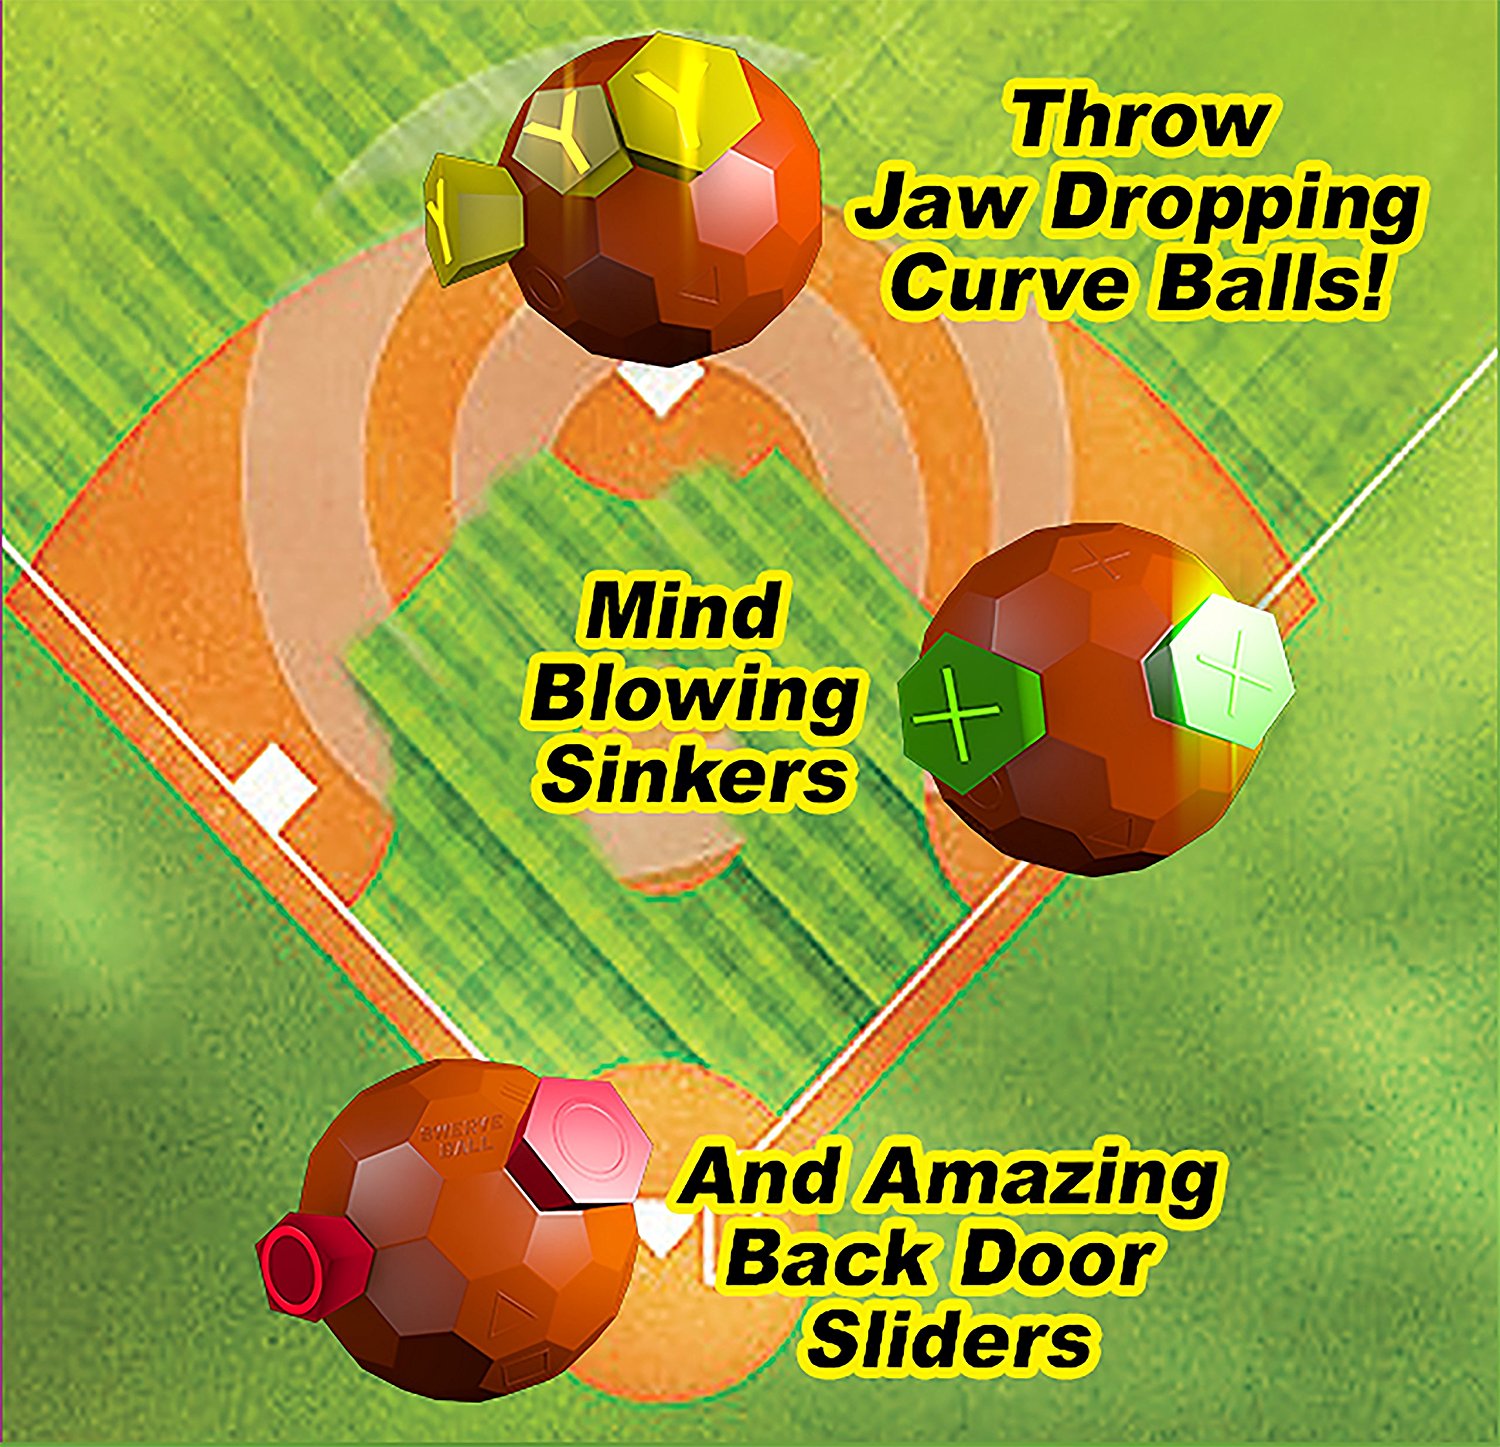 Throw
Jaw Dropping
Curve Balls!
Y
Y
Y
Mind
Blowing
Sinkers
SWERVE
BALL
And Amazing
Back Door
Sliders